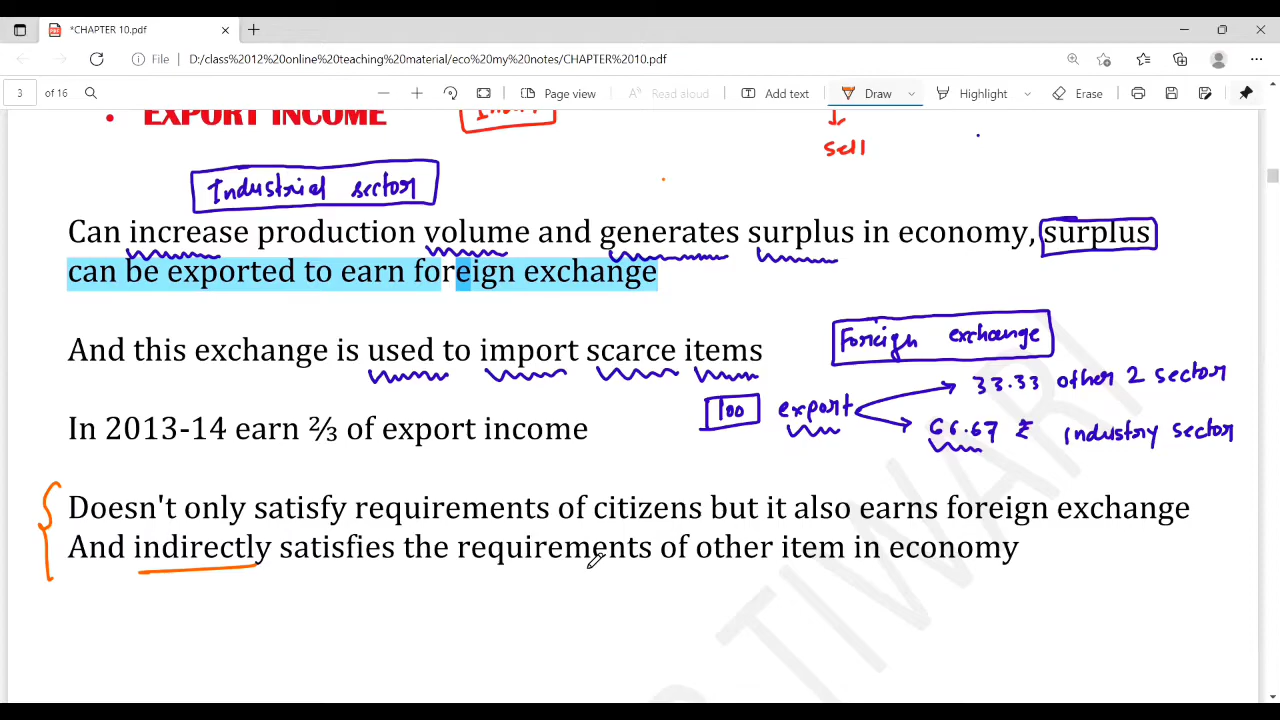 *CHAPTER 10.pdf
File D:/class%2012%20online%20teaching%20material/eco%20my%20notes/CHAPTER%2010.pdf
3 of 16 Page view Read aloud Add text Draw Highlight Erase
• EXPORT INCOME
sell
Industrial sector
Can increase production volume and generates surplus in economy, surplus
can be exported to earn foreign exchange
Foreign exchange
And this exchange is used to import scarce items
33.33 other 2 sector
100 export
66.67 ₹ industry sector
In 2013-14 earn ⅔ of export income
Doesn't only satisfy requirements of citizens but it also earns foreign exchange
And indirectly satisfies the requirements of other item in economy
TIWARI